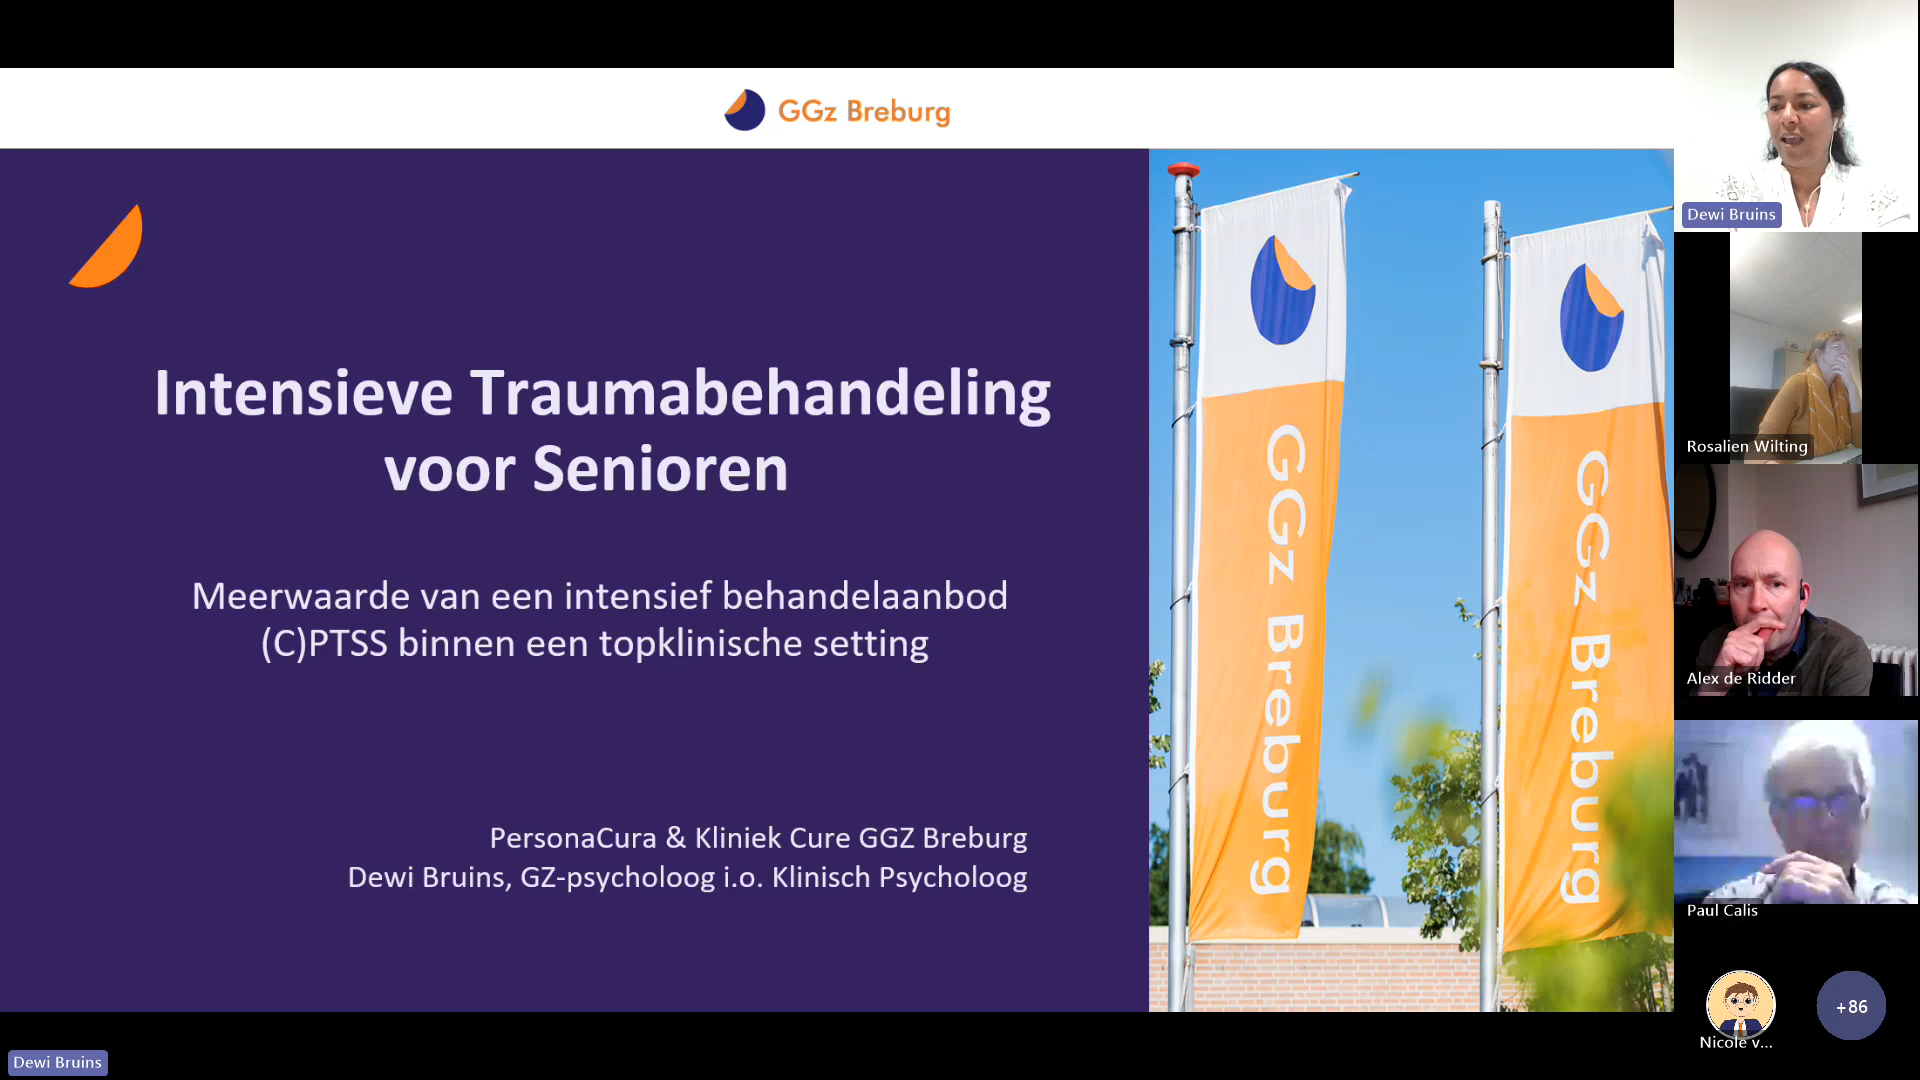 GGz Breburg
Intensieve Traumabehandeling
voor Senioren
Meerwaarde van een intensief behandelaanbod
(C)PTSS binnen een topklinische setting
PersonaCura & Kliniek Cure GGZ Breburg
Dewi Bruins, GZ-psycholoog i.o. Klinisch Psycholoog
GGz Breburg
GGz Breburg
Dewi Bruins
Rosalien Wilting
Alex de Ridder
Paul Calis
Nicole v...
+86
Dewi Bruins